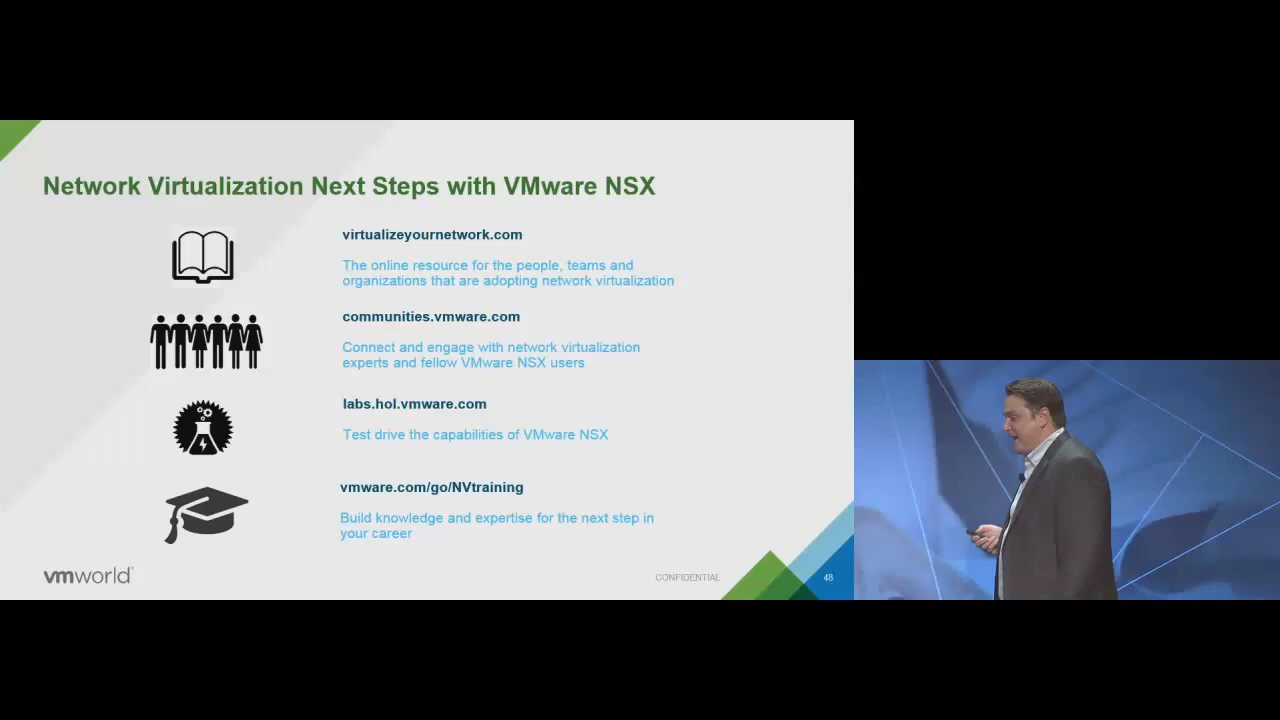 Network Virtualization Next Steps with VMware NSX
virtualizeyournetwork.com
The online resource for the people, teams and
organizations that are adopting network virtualization
communities.vmware.com
Connect and engage with network virtualization
experts and fellow VMware NSX users
labs.hol.vmware.com
Test drive the capabilities of VMware NSX
vmware.com/go/NVtraining
Build knowledge and expertise for the next step in
your career
vmworld
CONFIDENTIAL
48